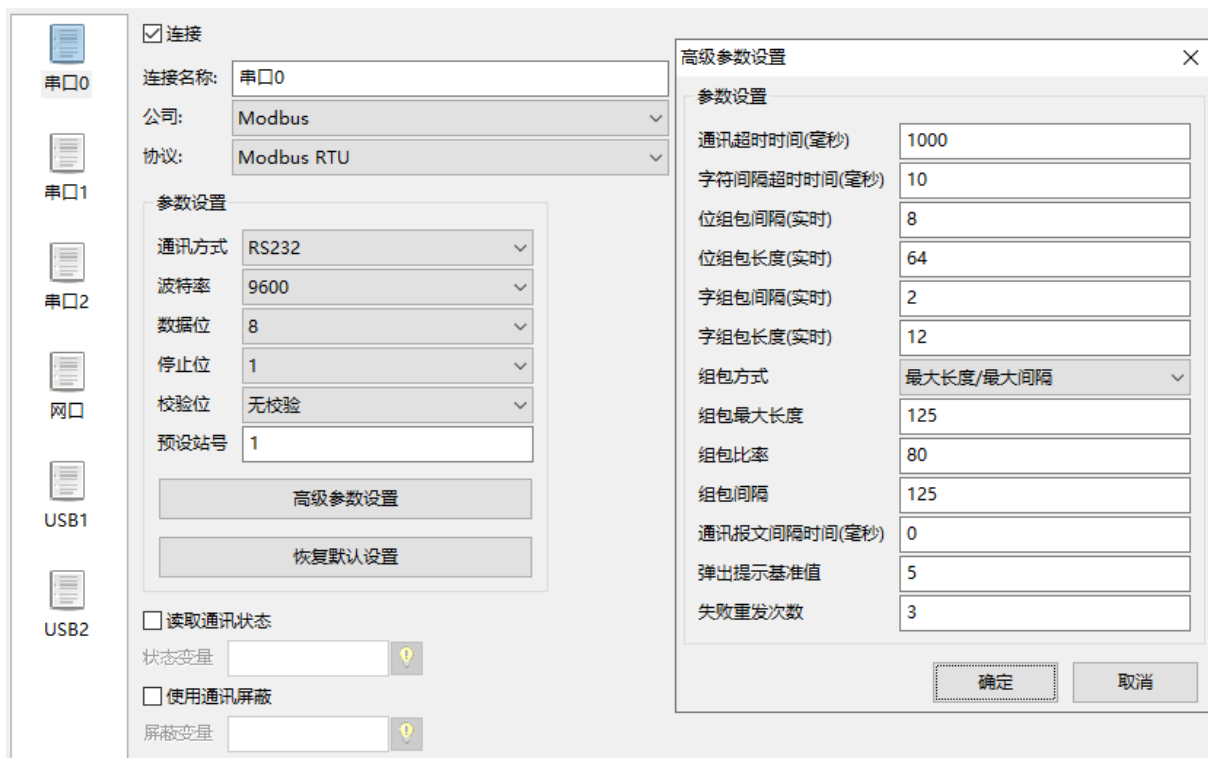 串口0
串口1
串口2
网口
USB1
USB2
连接
连接名称: 串口0
公司: Modbus
协议: Modbus RTU
参数设置
通讯方式 RS232
波特率 9600
数据位 8
停止位 1
校验位 无校验
预设站号 1
高级参数设置
恢复默认设置
读取通讯状态
状态变量
使用通讯屏蔽
屏蔽变量
高级参数设置
参数设置
通讯超时时间(毫秒) 1000
字符间隔超时时间(毫秒) 10
位组包间隔(实时) 8
位组包长度(实时) 64
字组包间隔(实时) 2
字组包长度(实时) 12
组包方式 最大长度/最大间隔
组包最大长度 125
组包比率 80
组包间隔 125
通讯报文间隔时间(毫秒) 0
弹出提示基准值 5
失败重发次数 3
确定 取消